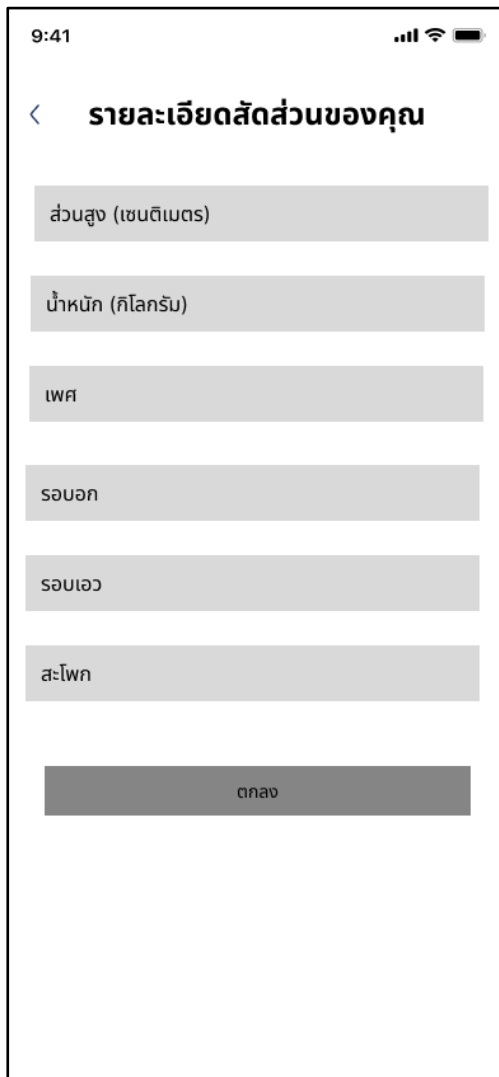 9:41
รายละเอียดสัดส่วนของคุณ
ส่วนสูง (เซนติเมตร)
น้ำหนัก (กิโลกรัม)
เพศ
รอบอก
รอบเอว
สะโพก
ตกลง